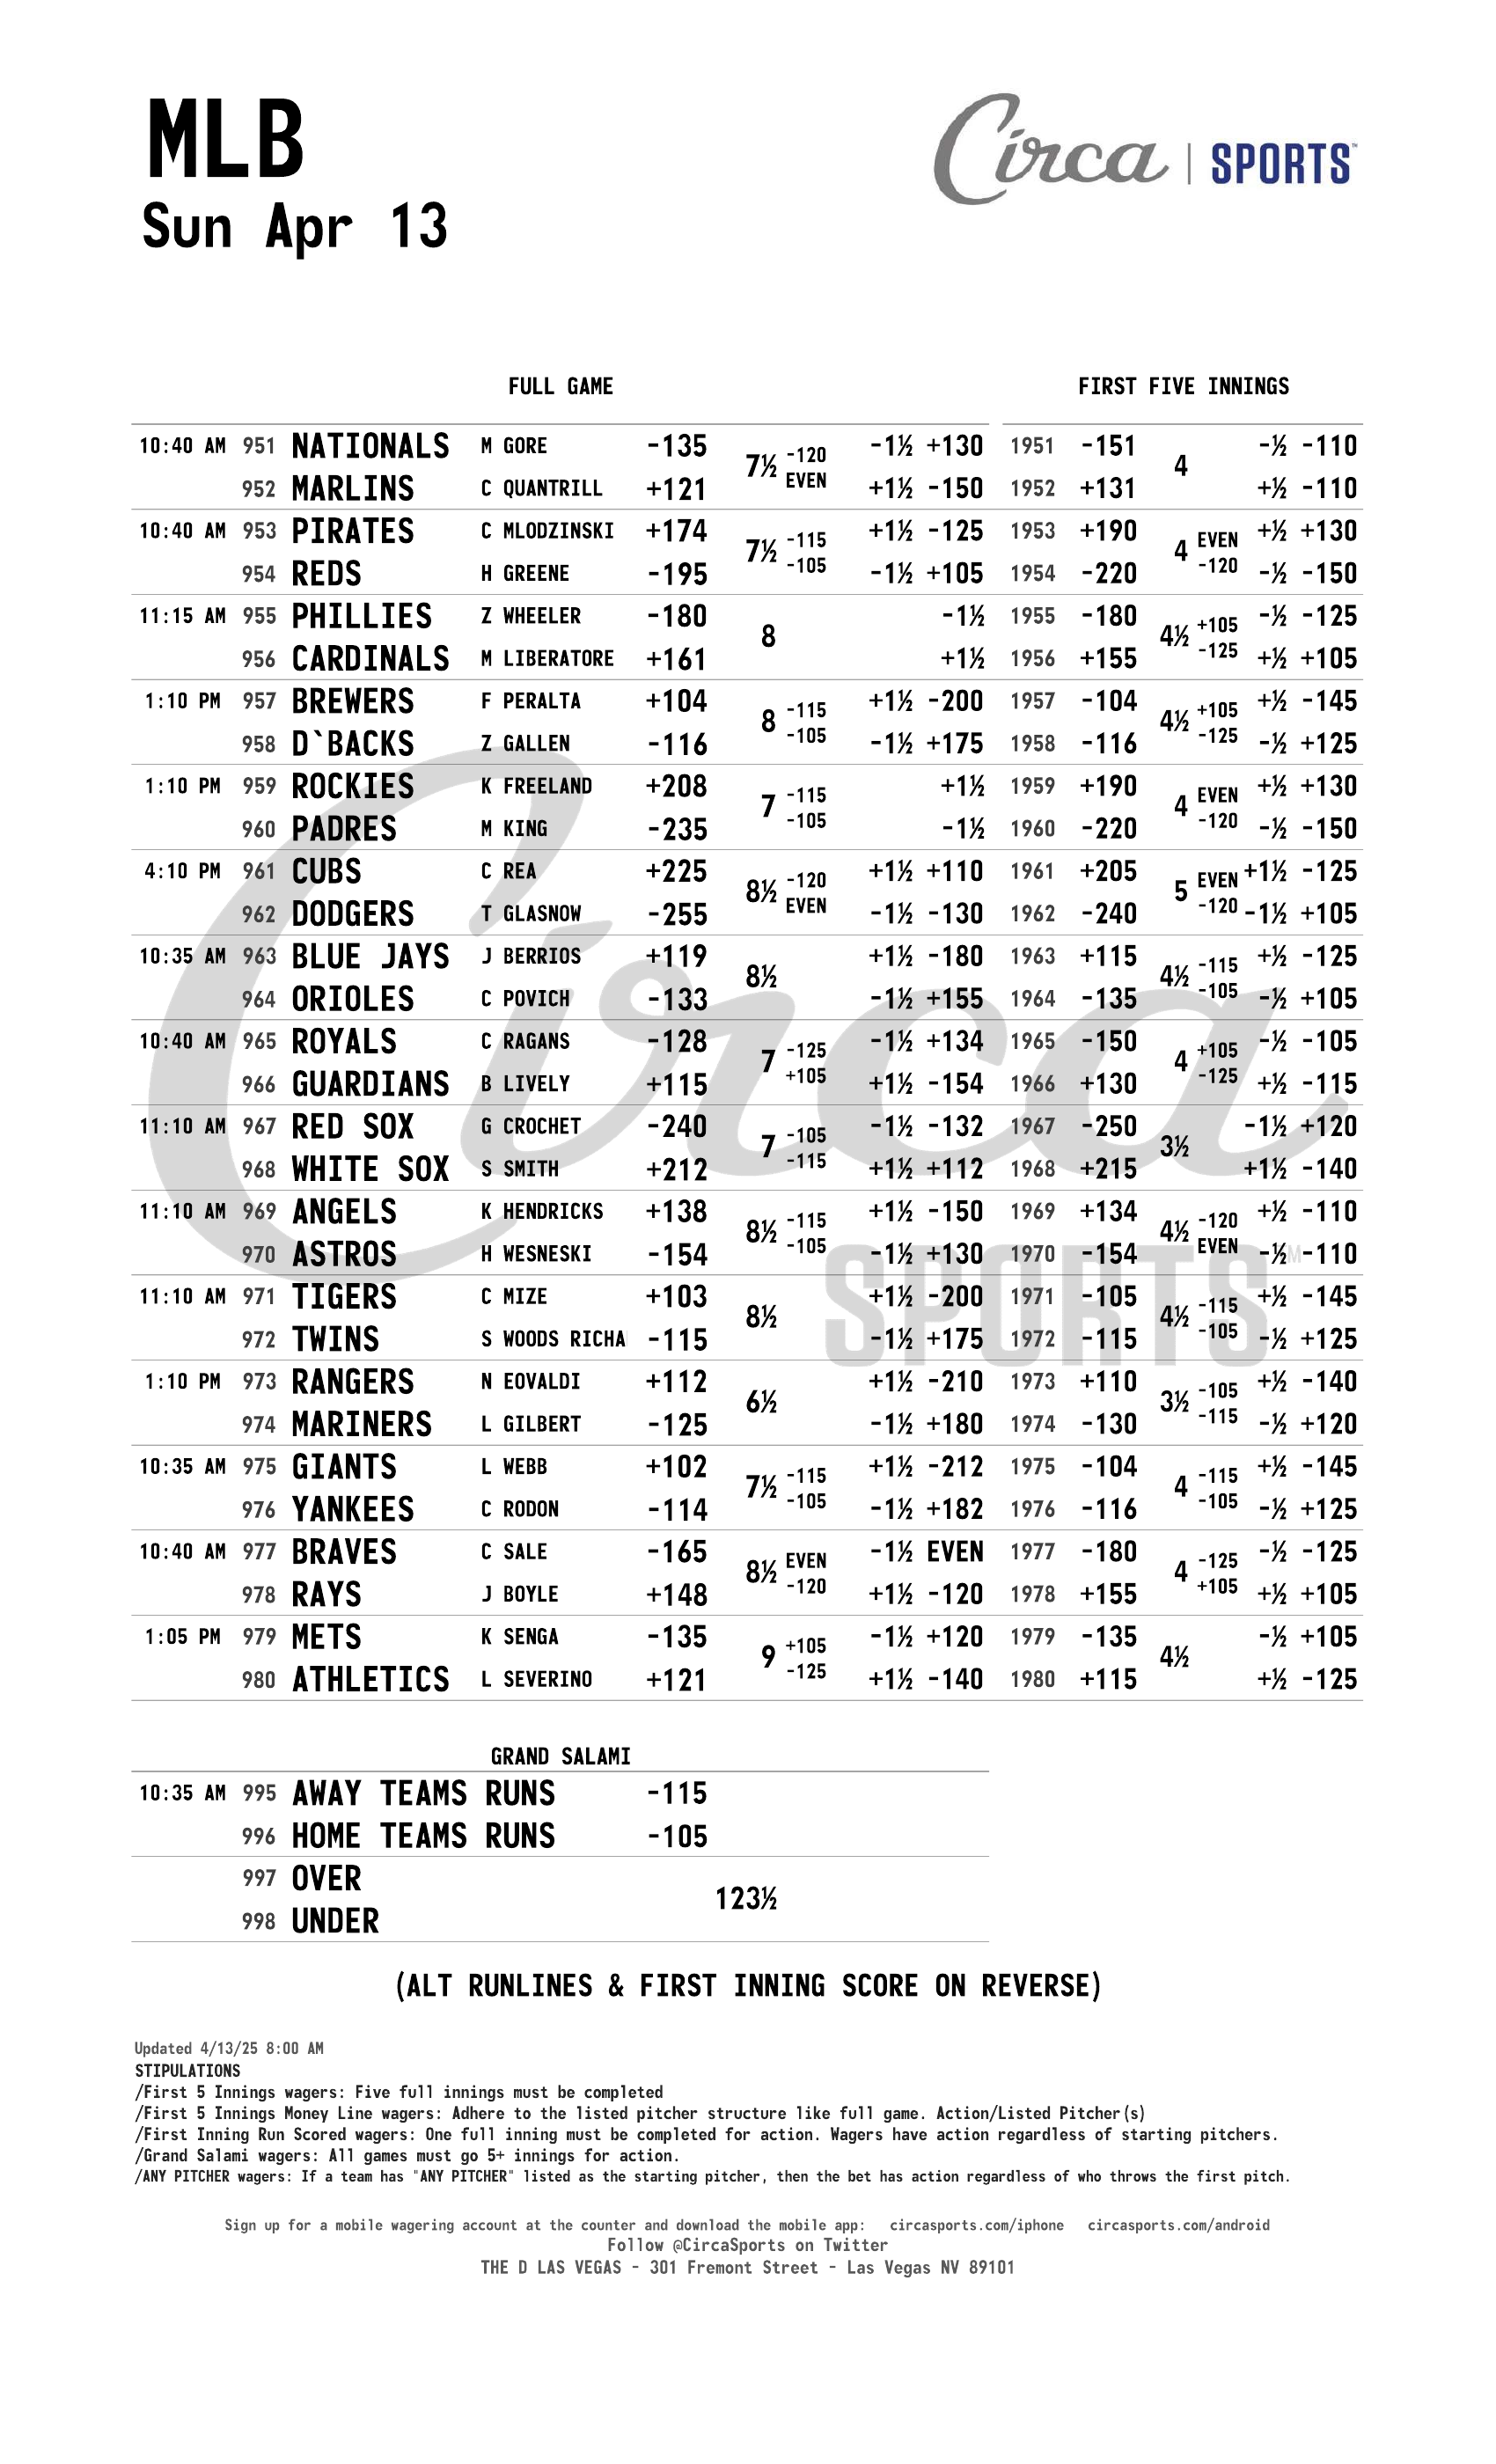 MLB
Circa | SPORTS™
Sun Apr 13
FULL GAME FIRST FIVE INNINGS
10:40 AM 951 NATIONALS M GORE -135 7½ -120 -1½ +130 1951 -151 4 -½ -110
952 MARLINS C QUANTRILL +121 EVEN +1½ -150 1952 +131 +½ -110
10:40 AM 953 PIRATES C MLODZINSKI +174 7½ -115 +1½ -125 1953 +190 4 EVEN +½ +130
954 REDS H GREENE -195 -105 -1½ +105 1954 -220 -120 -½ -150
11:15 AM 955 PHILLIES Z WHEELER -180 8 -1½ 1955 -180 4½ +105 -½ -125
956 CARDINALS M LIBERATORE +161 +1½ 1956 +155 -125 +½ +105
1:10 PM 957 BREWERS F PERALTA +104 8 -115 +1½ -200 1957 -104 4½ +105 +½ -145
958 D`BACKS Z GALLEN -116 -105 -1½ +175 1958 -116 -125 -½ +125
1:10 PM 959 ROCKIES K FREELAND +208 7 -115 +1½ 1959 +190 4 EVEN +½ +130
960 PADRES M KING -235 -105 -1½ 1960 -220 -120 -½ -150
4:10 PM 961 CUBS C REA +225 8½ -120 +1½ +110 1961 +205 5 EVEN +1½ -125
962 DODGERS T GLASNOW -255 EVEN -1½ -130 1962 -240 -120 -1½ +105
10:35 AM 963 BLUE JAYS J BERRIOS +119 8½ +1½ -180 1963 +115 4½ -115 +½ -125
964 ORIOLES C POVICH -133 -1½ +155 1964 -135 -105 -½ +105
10:40 AM 965 ROYALS C RAGANS -128 7 -125 -1½ +134 1965 -150 4 +105 -½ -105
966 GUARDIANS B LIVELY +115 +105 +1½ -154 1966 +130 -125 +½ -115
11:10 AM 967 RED SOX G CROCHET -240 7 -105 -1½ -132 1967 -250 3½ -1½ +120
968 WHITE SOX S SMITH +212 -115 +1½ +112 1968 +215 +1½ -140
11:10 AM 969 ANGELS K HENDRICKS +138 8½ -115 +1½ -150 1969 +134 4½ -120 +½ -110
970 ASTROS H WESNESKI -154 -105 -1½ +130 1970 -154 EVEN -½ -110
11:10 AM 971 TIGERS C MIZE +103 8½ +1½ -200 1971 -105 4½ -115 +½ -145
972 TWINS S WOODS RICHA -115 -1½ +175 1972 -115 -105 -½ +125
1:10 PM 973 RANGERS N EOVALDI +112 6½ +1½ -210 1973 +110 3½ -105 +½ -140
974 MARINERS L GILBERT -125 -1½ +180 1974 -130 -115 -½ +120
10:35 AM 975 GIANTS L WEBB +102 7½ -115 +1½ -212 1975 -104 4 -115 +½ -145
976 YANKEES C RODON -114 -105 -1½ +182 1976 -116 -105 -½ +125
10:40 AM 977 BRAVES C SALE -165 8½ EVEN -1½ EVEN 1977 -180 4 -125 -½ -125
978 RAYS J BOYLE +148 -120 +1½ -120 1978 +155 +105 +½ +105
1:05 PM 979 METS K SENGA -135 9 +105 -1½ +120 1979 -135 4½ -½ +105
980 ATHLETICS L SEVERINO +121 -125 +1½ -140 1980 +115 +½ -125
Circa SPORTS SM
GRAND SALAMI
10:35 AM 995 AWAY TEAMS RUNS -115
996 HOME TEAMS RUNS -105
997 OVER 123½
998 UNDER
(ALT RUNLINES & FIRST INNING SCORE ON REVERSE)
Updated 4/13/25 8:00 AM
STIPULATIONS
/First 5 Innings wagers: Five full innings must be completed
/First 5 Innings Money Line wagers: Adhere to the listed pitcher structure like full game. Action/Listed Pitcher(s)
/First Inning Run Scored wagers: One full inning must be completed for action. Wagers have action regardless of starting pitchers.
/Grand Salami wagers: All games must go 5+ innings for action.
/ANY PITCHER wagers: If a team has "ANY PITCHER" listed as the starting pitcher, then the bet has action regardless of who throws the first pitch.
Sign up for a mobile wagering account at the counter and download the mobile app: circasports.com/iphone circasports.com/android
Follow @CircaSports on Twitter
THE D LAS VEGAS - 301 Fremont Street - Las Vegas NV 89101